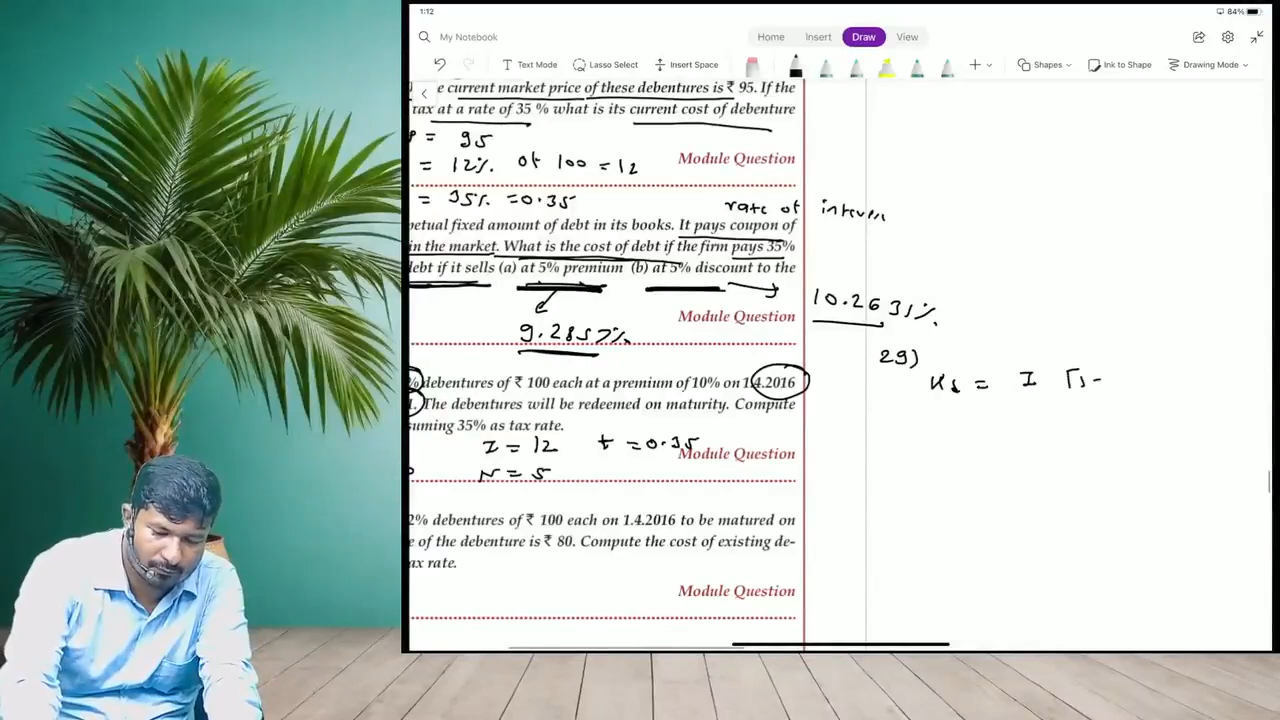 1:12
84%
My Notebook
Home Insert Draw View
Text Mode Lasso Select Insert Space Shapes Ink to Shape Drawing Mode
e current market price of these debentures is ₹ 95. If the
tax at a rate of 35 % what is its current cost of debenture
= 95
= 12% of 100 = 12
Module Question
= 35% = 0.35
rate of interest
petual fixed amount of debt in its books. It pays coupon of
in the market. What is the cost of debt if the firm pays 35%
debt if it sells (a) at 5% premium (b) at 5% discount to the
10.2631%
Module Question
9.2857%
29)
% debentures of ₹ 100 each at a premium of 10% on 1.4.2016
Kd = I [1-
1. The debentures will be redeemed on maturity. Compute
suming 35% as tax rate.
I = 12 t = 0.35
Module Question
N = 5
2% debentures of ₹ 100 each on 1.4.2016 to be matured on
e of the debenture is ₹ 80. Compute the cost of existing de-
ax rate.
Module Question